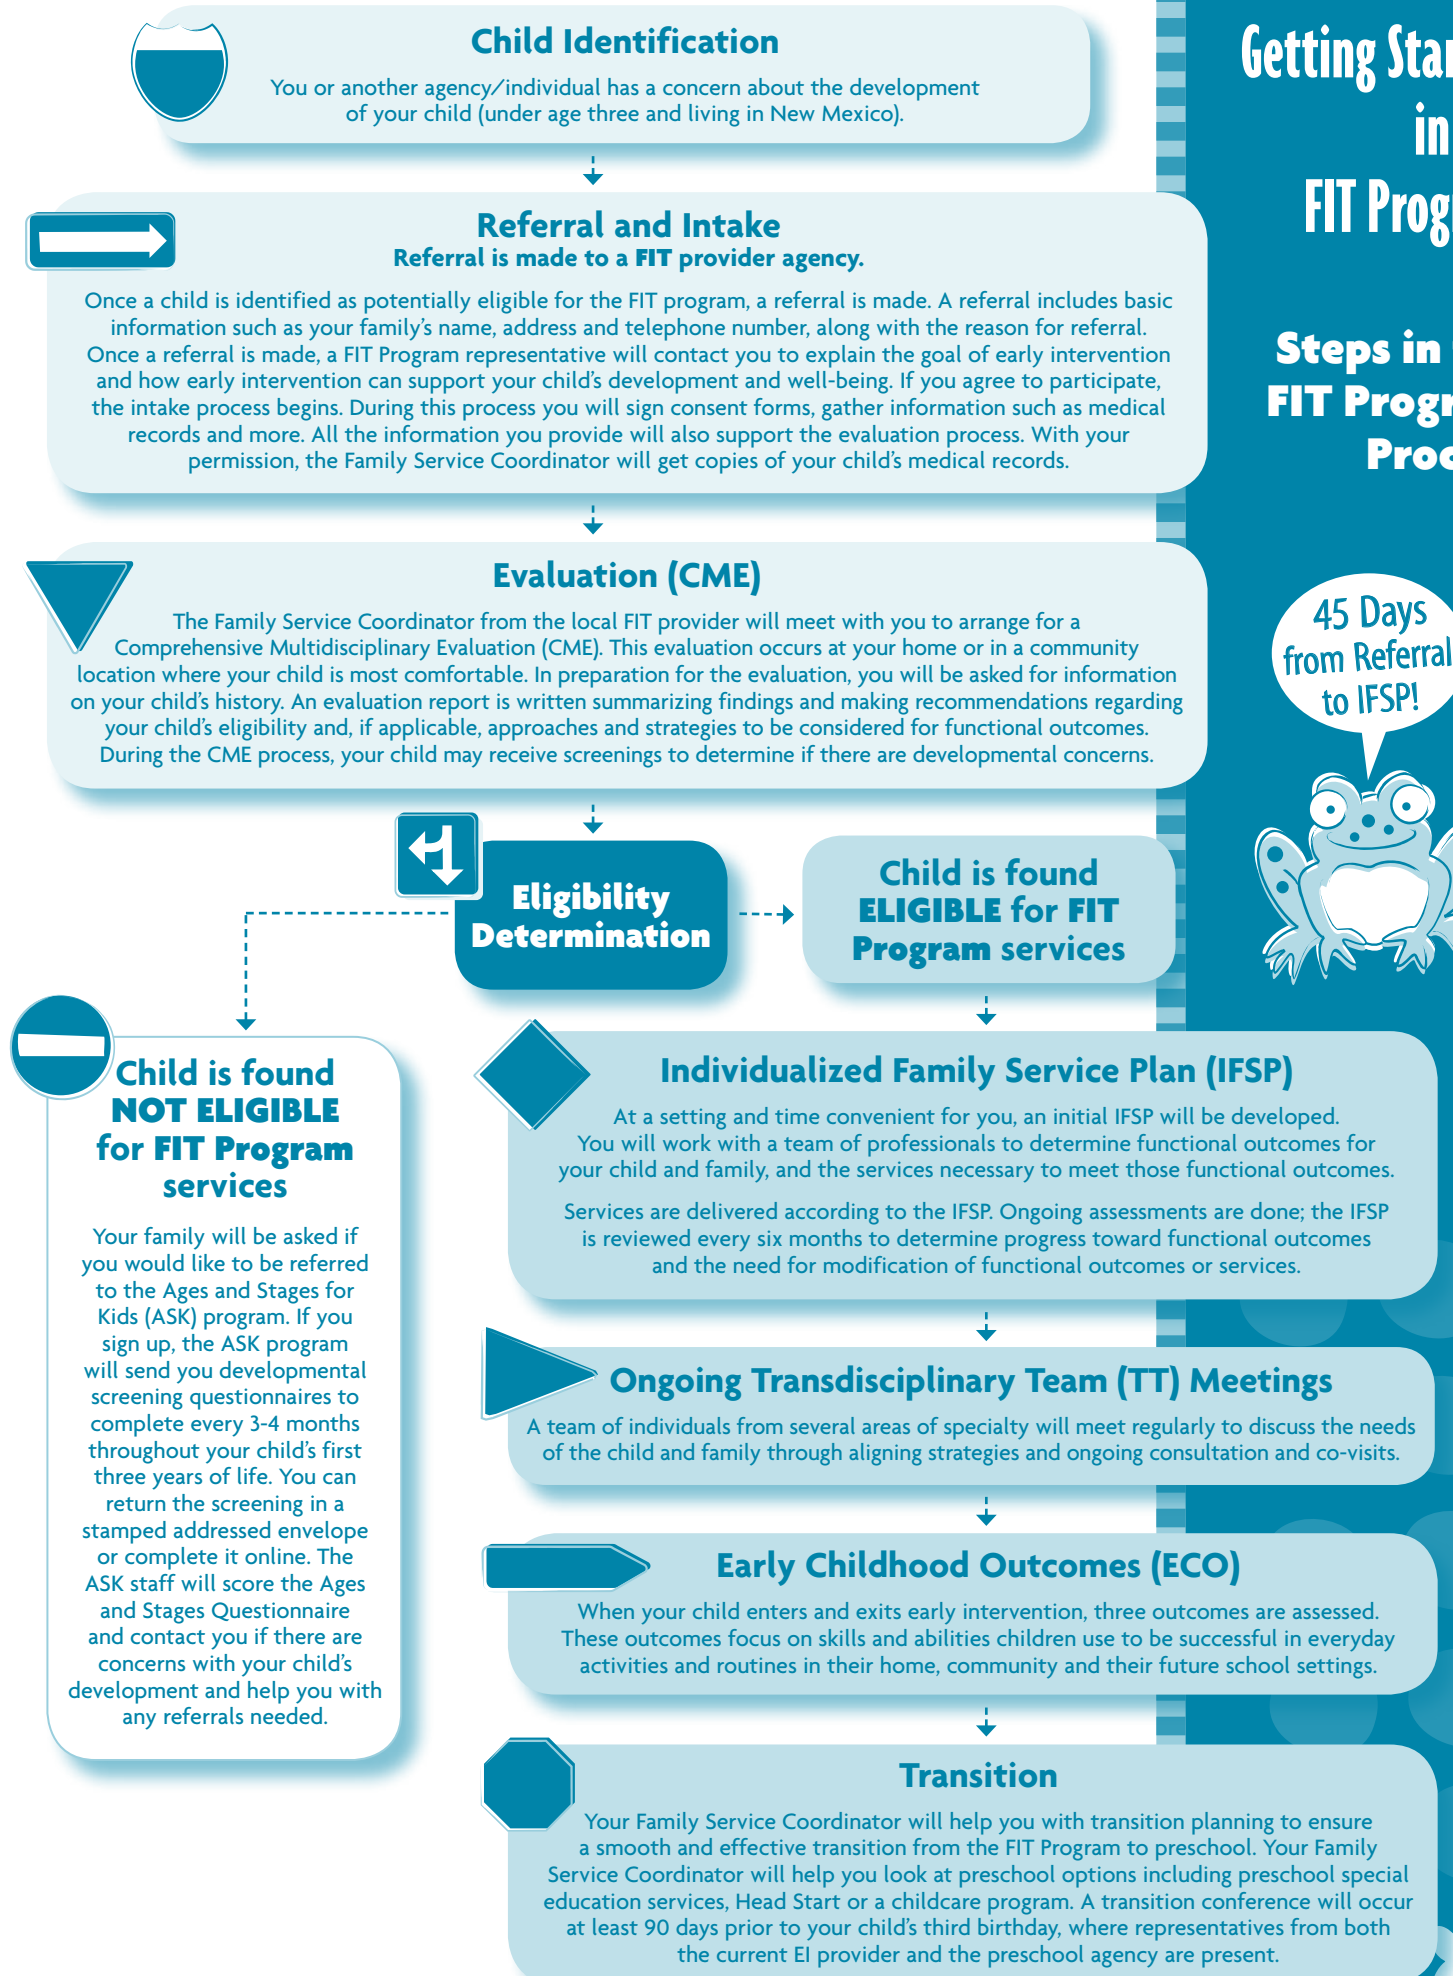 Child Identification
You or another agency/individual has a concern about the development
of your child (under age three and living in New Mexico).
Referral and Intake
Referral is made to a FIT provider agency.
Once a child is identified as potentially eligible for the FIT program, a referral is made. A referral includes basic
information such as your family’s name, address and telephone number, along with the reason for referral.
Once a referral is made, a FIT Program representative will contact you to explain the goal of early intervention
and how early intervention can support your child’s development and well-being. If you agree to participate,
the intake process begins. During this process you will sign consent forms, gather information such as medical
records and more. All the information you provide will also support the evaluation process. With your
permission, the Family Service Coordinator will get copies of your child’s medical records.
Evaluation (CME)
The Family Service Coordinator from the local FIT provider will meet with you to arrange for a
Comprehensive Multidisciplinary Evaluation (CME). This evaluation occurs at your home or in a community
location where your child is most comfortable. In preparation for the evaluation, you will be asked for information
on your child’s history. An evaluation report is written summarizing findings and making recommendations regarding
your child’s eligibility and, if applicable, approaches and strategies to be considered for functional outcomes.
During the CME process, your child may receive screenings to determine if there are developmental concerns.
Eligibility
Determination
Child is found
ELIGIBLE for FIT
Program services
Child is found
NOT ELIGIBLE
for FIT Program
services
Your family will be asked if
you would like to be referred
to the Ages and Stages for
Kids (ASK) program. If you
sign up, the ASK program
will send you developmental
screening questionnaires to
complete every 3-4 months
throughout your child’s first
three years of life. You can
return the screening in a
stamped addressed envelope
or complete it online. The
ASK staff will score the Ages
and Stages Questionnaire
and contact you if there are
concerns with your child’s
development and help you with
any referrals needed.
Individualized Family Service Plan (IFSP)
At a setting and time convenient for you, an initial IFSP will be developed.
You will work with a team of professionals to determine functional outcomes for
your child and family, and the services necessary to meet those functional outcomes.
Services are delivered according to the IFSP. Ongoing assessments are done; the IFSP
is reviewed every six months to determine progress toward functional outcomes
and the need for modification of functional outcomes or services.
Ongoing Transdisciplinary Team (TT) Meetings
A team of individuals from several areas of specialty will meet regularly to discuss the needs
of the child and family through aligning strategies and ongoing consultation and co-visits.
Early Childhood Outcomes (ECO)
When your child enters and exits early intervention, three outcomes are assessed.
These outcomes focus on skills and abilities children use to be successful in everyday
activities and routines in their home, community and their future school settings.
Transition
Your Family Service Coordinator will help you with transition planning to ensure
a smooth and effective transition from the FIT Program to preschool. Your Family
Service Coordinator will help you look at preschool options including preschool special
education services, Head Start or a childcare program. A transition conference will occur
at least 90 days prior to your child’s third birthday, where representatives from both
the current EI provider and the preschool agency are present.
Getting
in
FIT
Steps in
FIT
45 Days
from Referral
to IFSP!